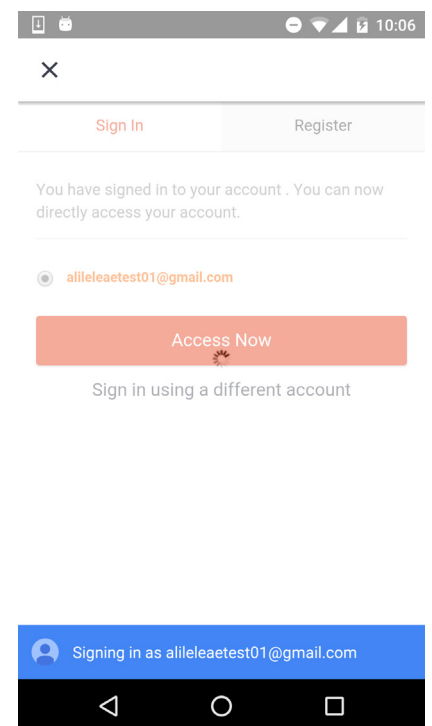 10:06
Sign In
Register
You have signed in to your account . You can now
directly access your account.
alileleaetest01@gmail.com
Access Now
Sign in using a different account
Signing in as alileleaetest01@gmail.com